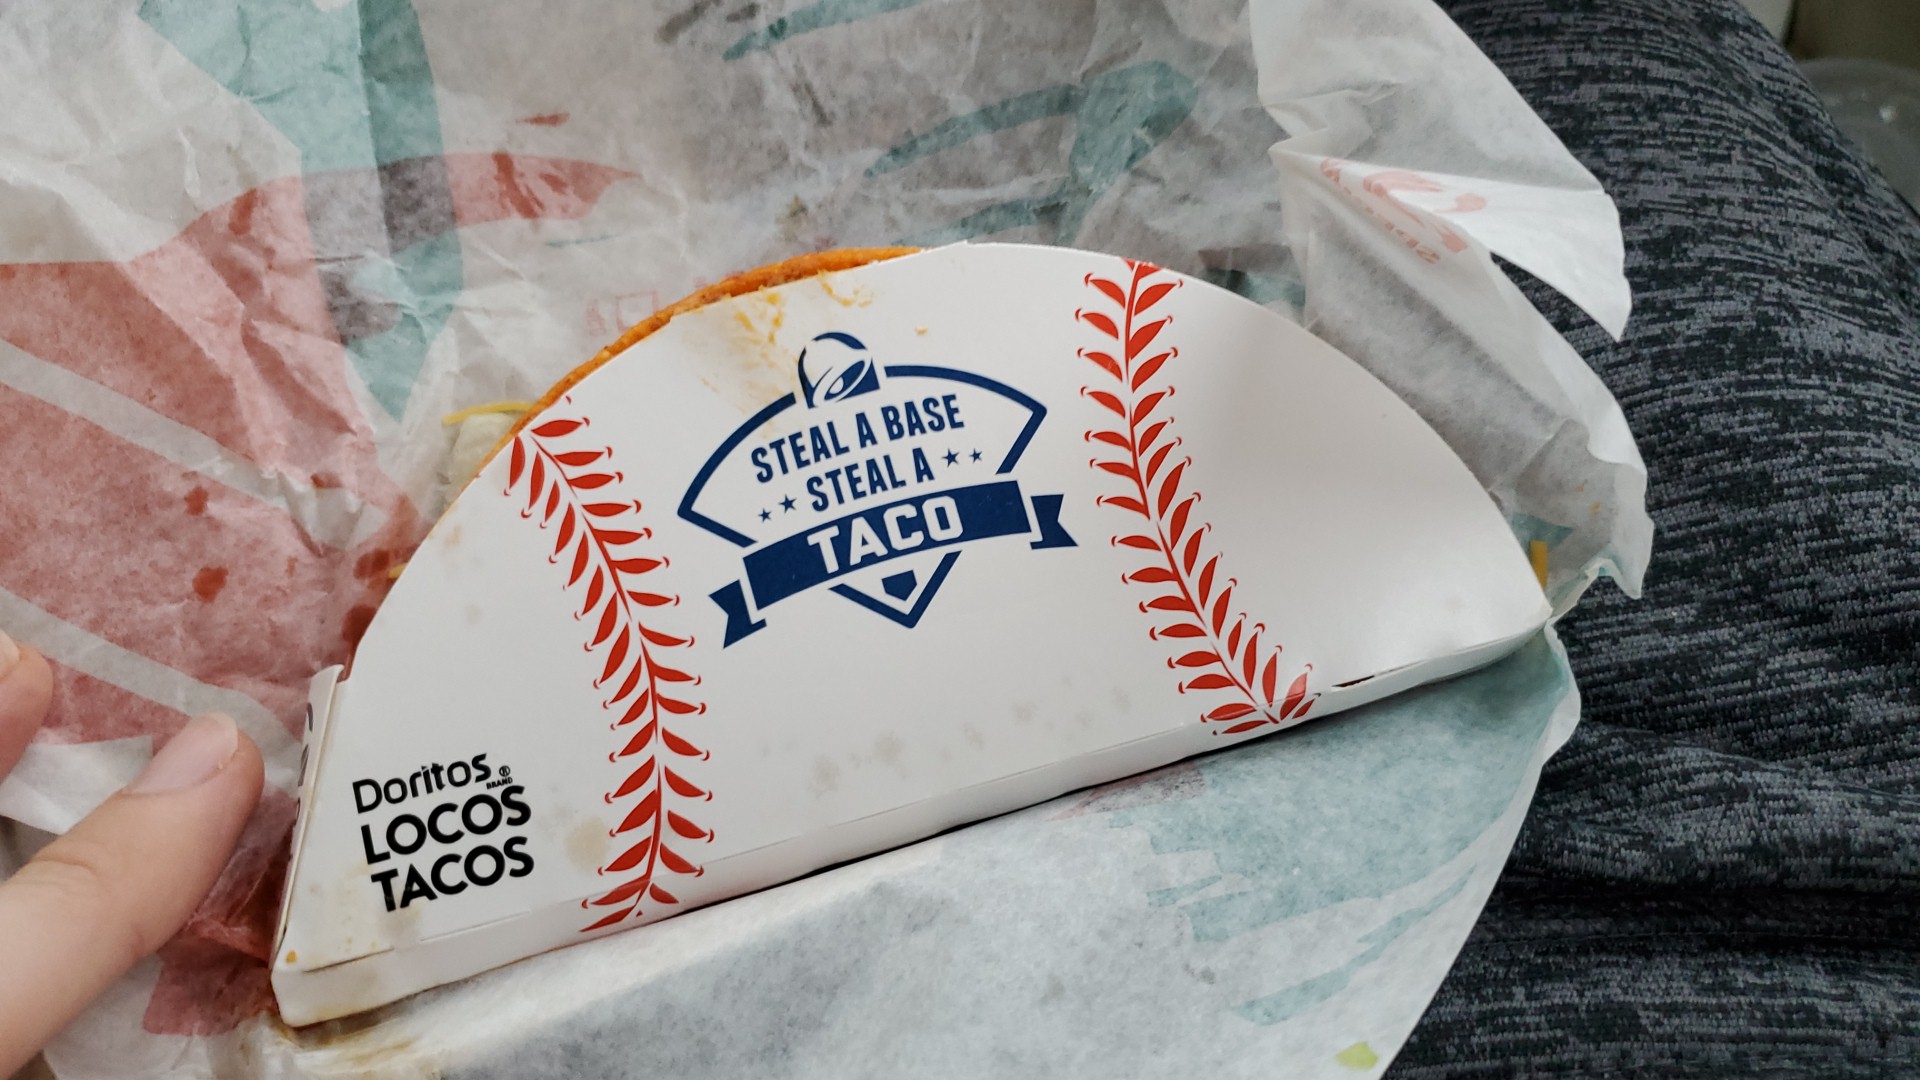 STEAL A BASE
STEAL A
TACO
Doritos®
BRAND
LOCOS
TACOS